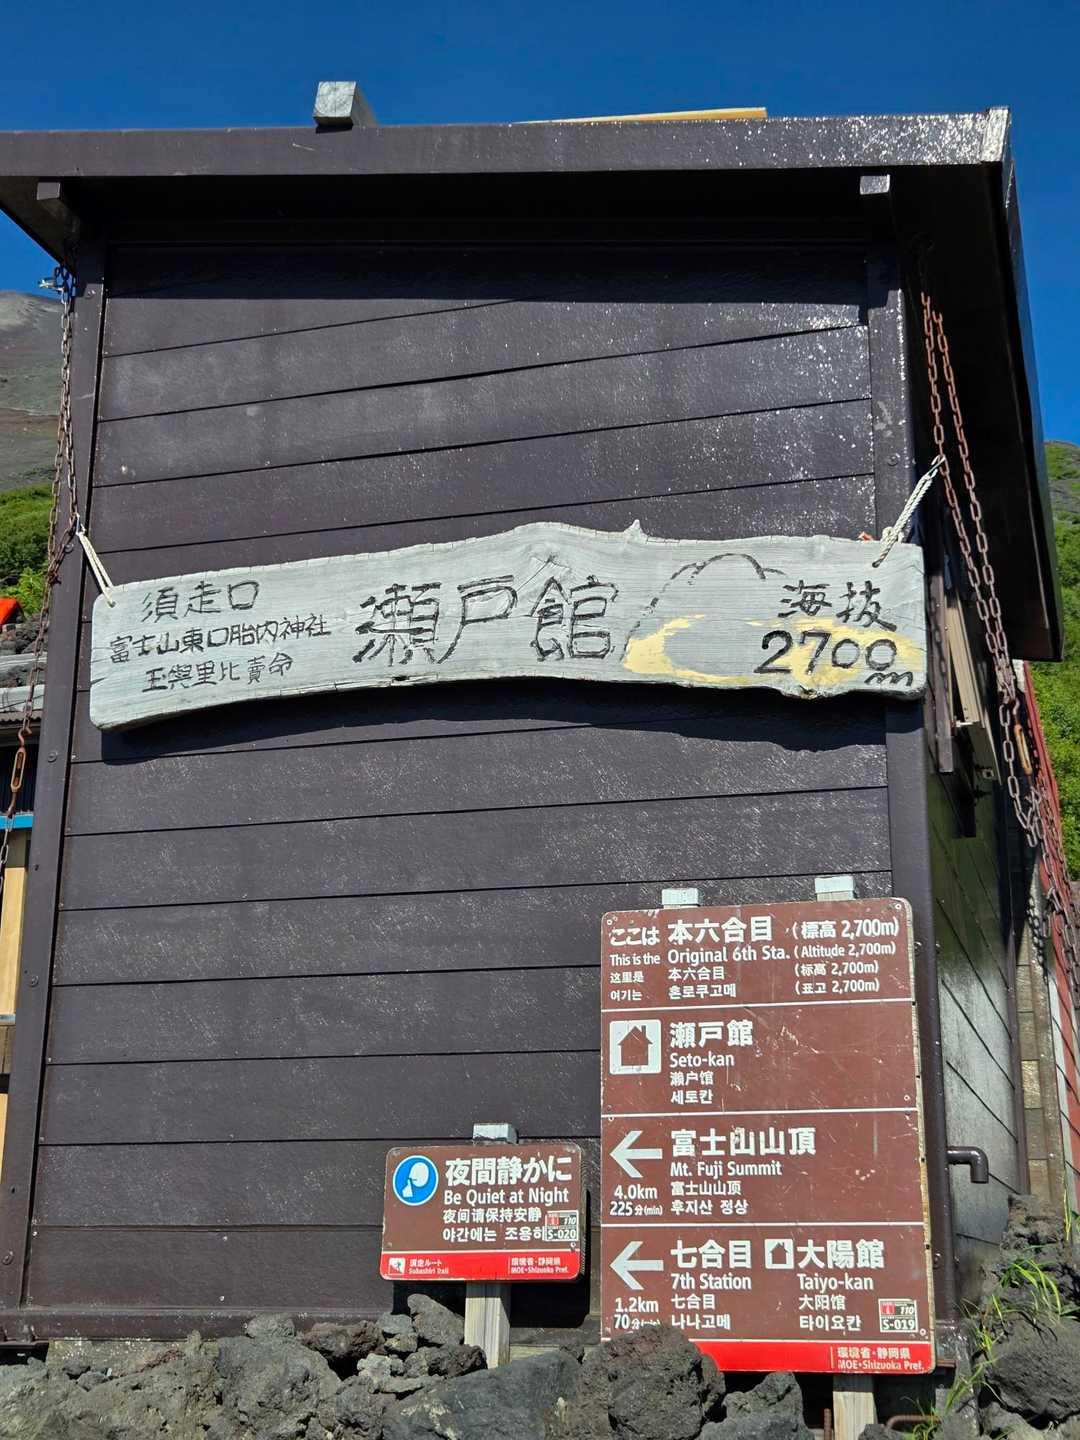 須走口
富士山東口胎内神社
瀬戸館
海抜
2700
m
ここは 本六合目 (標高 2,700m)
This is the Original 6th Sta. (Altitude 2,700m)
这里是 本六合目 (标高 2,700m)
여기는 혼로쿠고메 (표고 2,700m)
瀬戸館
Seto-kan
濑户馆
세토칸
富士山山頂
Mt. Fuji Summit
4.0km 富士山山顶
225分(min) 후지산 정상
七合目 大陽館
7th Station Taiyo-kan
1.2km 七合目 大阳馆
70分 나나고메 타이요칸
110
S-019
環境省・静岡県
MOE・Shizuoka Pref.
夜間静かに
Be Quiet at Night
夜间请保持安静
야간에는 조용히
110
S-020
須走ルート
Subashiri Trail
環境省・静岡県
MOE・Shizuoka Pref.